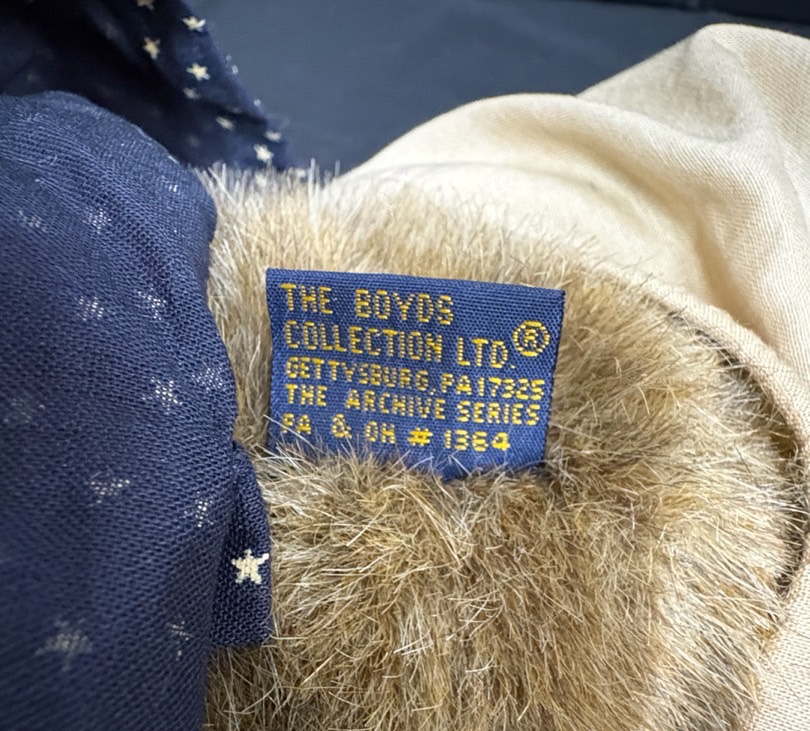 THE BOYDS
COLLECTION LTD.®
GETTYSBURG, PA 17325
THE ARCHIVE SERIES
PA & OH # 1364